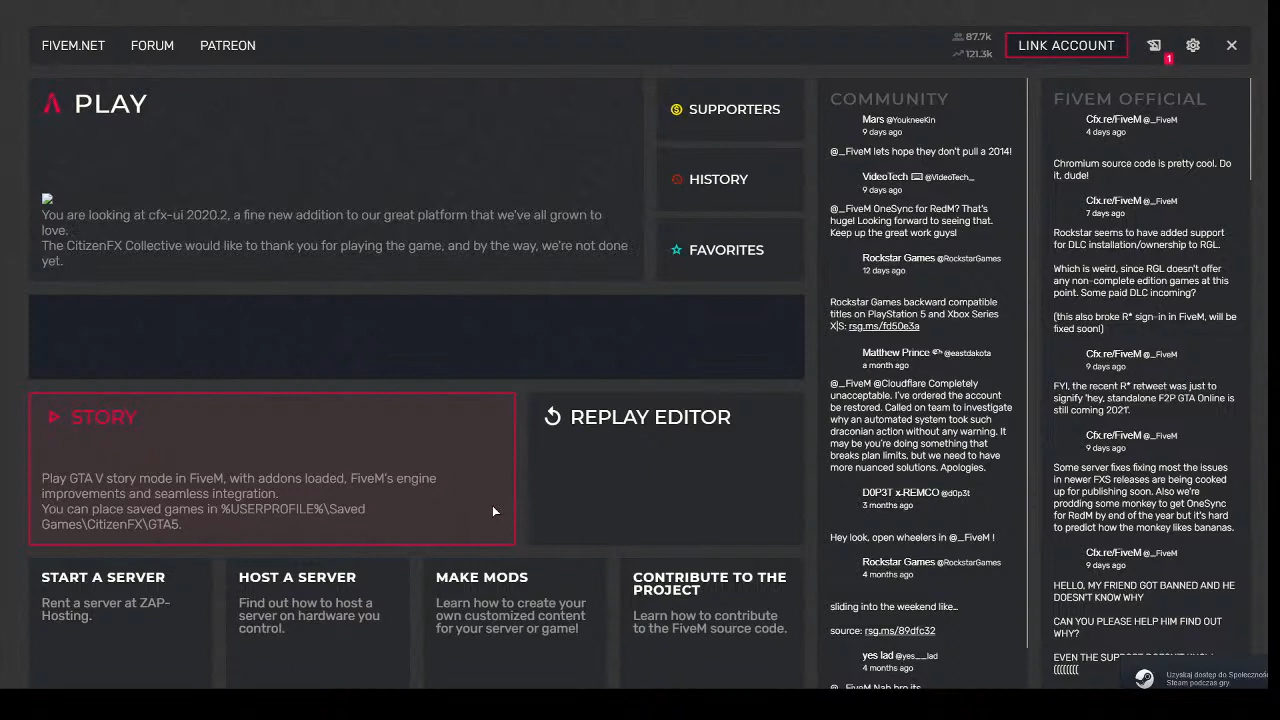 FIVEM.NET
FORUM
PATREON
87.7k
121.3k
LINK ACCOUNT
1
PLAY
You are looking at cfx-ui 2020.2, a fine new addition to our great platform that we've all grown to
love.
The CitizenFX Collective would like to thank you for playing the game, and by the way, we're not done
yet.
SUPPORTERS
HISTORY
FAVORITES
STORY
Play GTA V story mode in FiveM, with addons loaded, FiveM's engine
improvements and seamless integration.
You can place saved games in %USERPROFILE%\Saved
Games\CitizenFX\GTA5.
REPLAY EDITOR
START A SERVER
Rent a server at ZAP-
Hosting.
HOST A SERVER
Find out how to host a
server on hardware you
control.
MAKE MODS
Learn how to create your
own customized content
for your server or game!
CONTRIBUTE TO THE
PROJECT
Learn how to contribute
to the FiveM source code.
COMMUNITY
Mars @YoukneeKin
9 days ago
@_FiveM lets hope they don't pull a 2014!
VideoTech @VideoTech_
9 days ago
@_FiveM OneSync for RedM? That's
huge! Looking forward to seeing that.
Keep up the great work guys!
Rockstar Games @RockstarGames
12 days ago
Rockstar Games backward compatible
titles on PlayStation 5 and Xbox Series
X|S: rsg.ms/fd50e3a
Matthew Prince @eastdakota
a month ago
@_FiveM @Cloudflare Completely
unacceptable. I've ordered the account
be restored. Called on team to investigate
why an automated system took such
draconian action without any warning. It
may be you're doing something that
breaks plan limits, but we need to have
more nuanced solutions. Apologies.
D0P3T x-REMCO @d0p3t
3 months ago
Hey look, open wheelers in @_FiveM !
Rockstar Games @RockstarGames
4 months ago
sliding into the weekend like...
source: rsg.ms/89dfc32
yes lad @yes__lad
4 months ago
@_FiveM Nah bro its
FIVEM OFFICIAL
Cfx.re/FiveM @_FiveM
4 days ago
Chromium source code is pretty cool. Do
it, dude!
Cfx.re/FiveM @_FiveM
7 days ago
Rockstar seems to have added support
for DLC installation/ownership to RGL.
Which is weird, since RGL doesn't offer
any non-complete edition games at this
point. Some paid DLC incoming?
(this also broke R* sign-in in FiveM, will be
fixed soon!)
Cfx.re/FiveM @_FiveM
9 days ago
FYI, the recent R* retweet was just to
signify 'hey, standalone F2P GTA Online is
still coming 2021'.
Cfx.re/FiveM @_FiveM
9 days ago
Some server fixes fixing most the issues
in newer FXS releases are being cooked
up for publishing soon. Also we're
prodding some monkey to get OneSync
for RedM by end of the year but it's hard
to predict how the monkey likes bananas.
Cfx.re/FiveM @_FiveM
9 days ago
HELLO. MY FRIEND GOT BANNED AND HE
DOESN'T KNOW WHY
CAN YOU PLEASE HELP HIM FIND OUT
WHY?
EVEN THE
((((((((
Uzyskaj dostęp do
Steam podczas gry